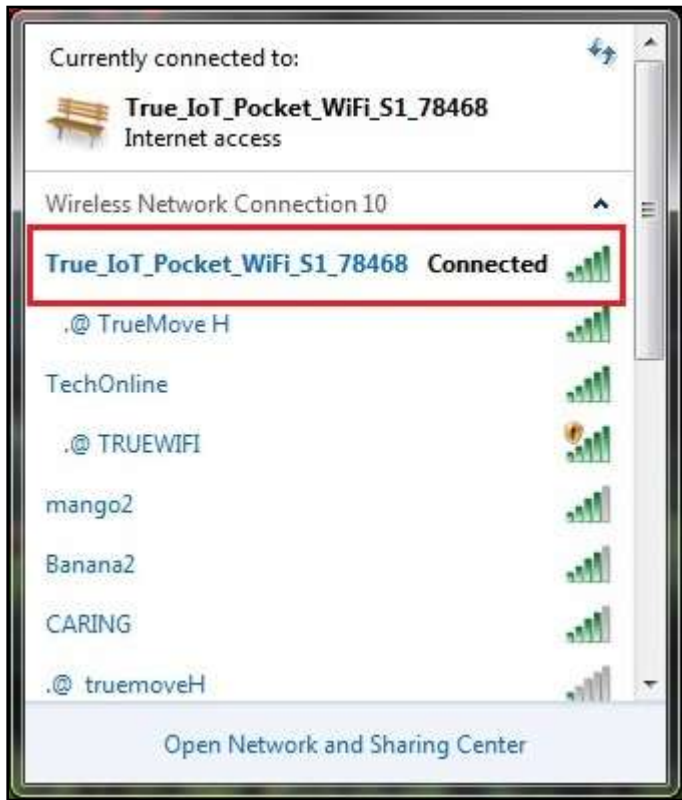 Currently connected to:
True_IoT_Pocket_WiFi_S1_78468
Internet access
Wireless Network Connection 10
True_IoT_Pocket_WiFi_S1_78468 Connected
.@ TrueMove H
TechOnline
.@ TRUEWIFI
mango2
Banana2
CARING
.@ truemoveH
Open Network and Sharing Center